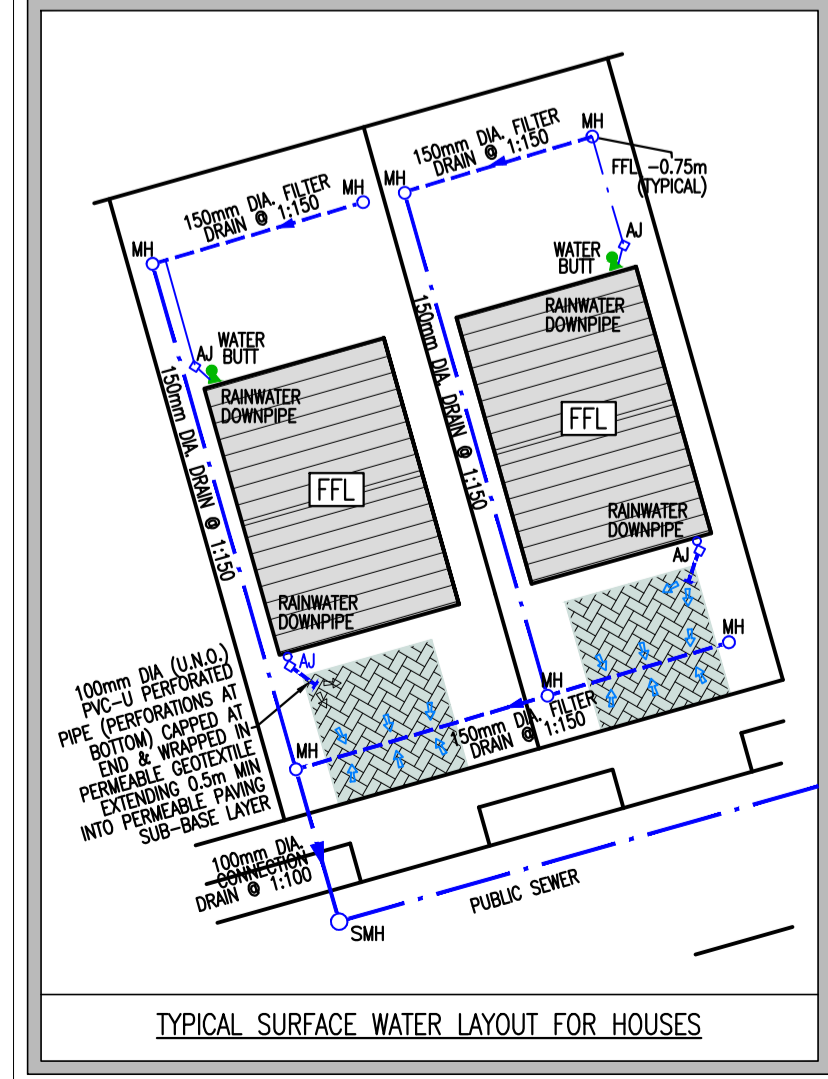 MH
150mm DIA. FILTER
DRAIN @ 1:150
FFL -0.75m
(TYPICAL)
MH
MH
150mm DIA. FILTER
DRAIN @ 1:150
MH
AJ
WATER
BUTT
RAINWATER
DOWNPIPE
150mm DIA. DRAIN @ 1:150
AJ
WATER
BUTT
RAINWATER
DOWNPIPE
150mm DIA. DRAIN @ 1:150
FFL
FFL
RAINWATER
DOWNPIPE
AJ
RAINWATER
DOWNPIPE
AJ
MH
MH
150mm DIA. FILTER
DRAIN @ 1:150
MH
100mm DIA (U.N.O.)
PVC-U PERFORATED
PIPE (PERFORATIONS AT
BOTTOM) CAPPED AT
END & WRAPPED IN
PERMEABLE GEOTEXTILE
EXTENDING 0.5m MIN
INTO PERMEABLE PAVING
SUB-BASE LAYER
100mm DIA.
CONNECTION
DRAIN @ 1:100
PUBLIC SEWER
SMH
TYPICAL SURFACE WATER LAYOUT FOR HOUSES